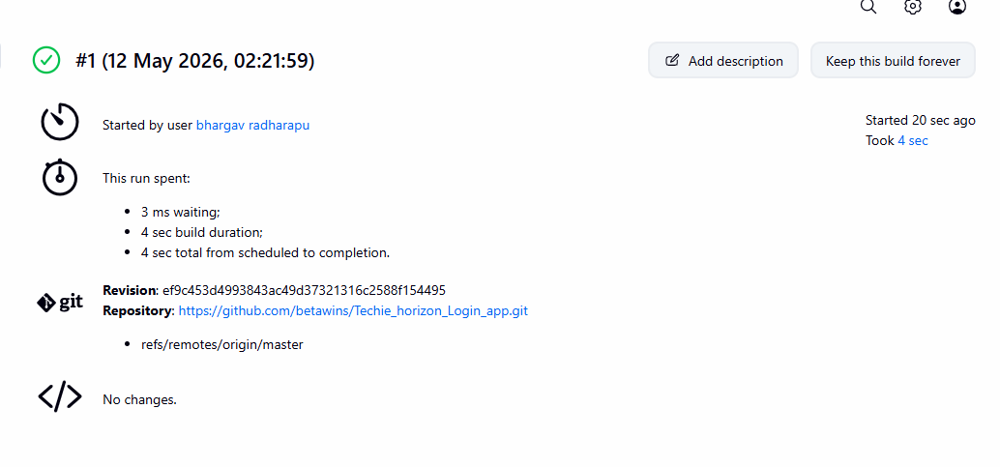 #1 (12 May 2026, 02:21:59)
Add description
Keep this build forever
Started by user bhargav radharapu
Started 20 sec ago
Took 4 sec
This run spent:
3 ms waiting;
4 sec build duration;
4 sec total from scheduled to completion.
git
Revision: ef9c453d4993843ac49d37321316c2588f154495
Repository: https://github.com/betawins/Techie_horizon_Login_app.git
refs/remotes/origin/master
No changes.